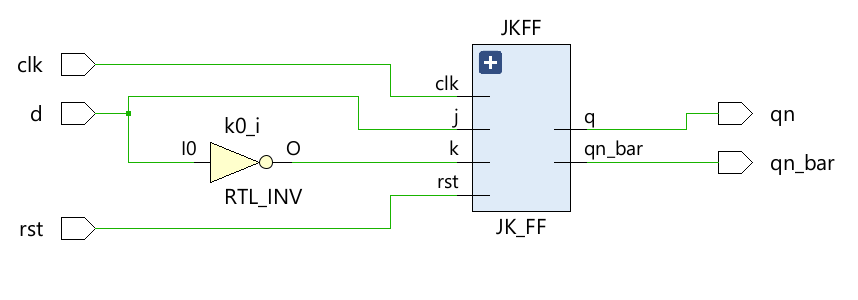 JKFF
clk
clk
d
j
q
qn
k0_i
I0
O
k
qn_bar
qn_bar
rst
RTL_INV
rst
JK_FF